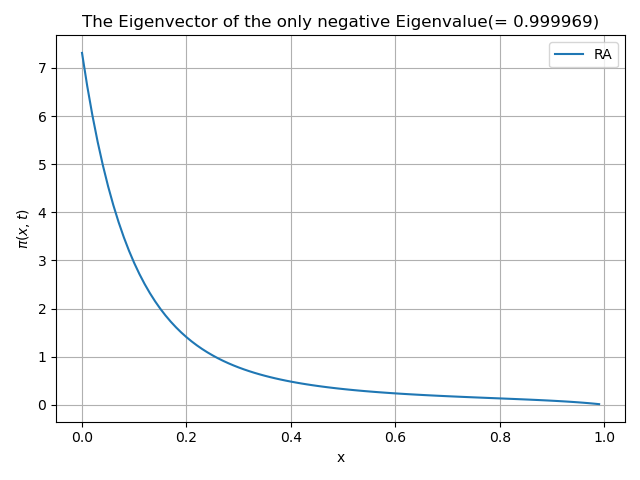 The Eigenvector of the only negative Eigenvalue(= 0.999969)
RA
7
6
5
4
3
2
1
0
π(x, t)
0.0 0.2 0.4 0.6 0.8 1.0
x